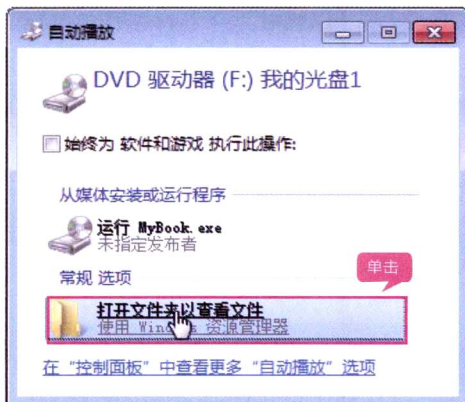 自动播放
DVD 驱动器 (F:) 我的光盘1
始终为 软件和游戏 执行此操作:
从媒体安装或运行程序
运行 MyBook.exe
未指定发布者
常规 选项
单击
打开文件夹以查看文件
使用 Windows 资源管理器
在“控制面板”中查看更多“自动播放”选项